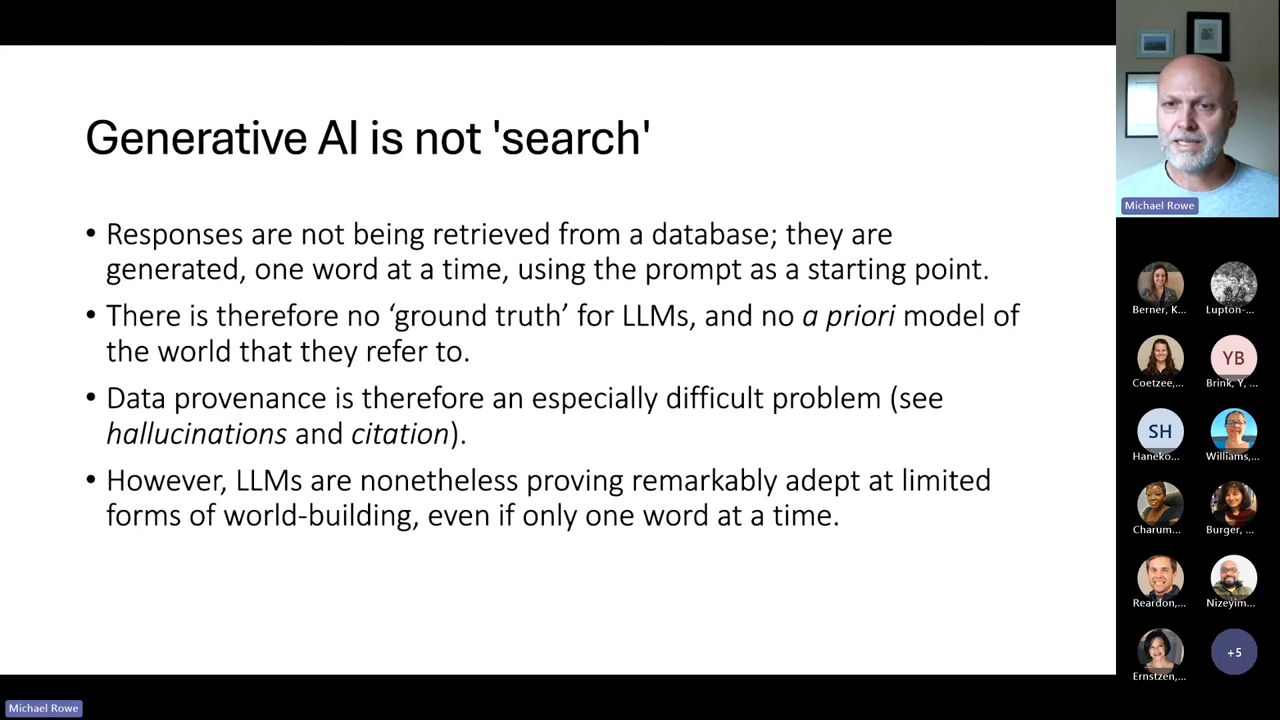 Generative AI is not 'search'
• Responses are not being retrieved from a database; they are
generated, one word at a time, using the prompt as a starting point.
• There is therefore no ‘ground truth’ for LLMs, and no a priori model of
the world that they refer to.
• Data provenance is therefore an especially difficult problem (see
hallucinations and citation).
• However, LLMs are nonetheless proving remarkably adept at limited
forms of world-building, even if only one word at a time.
Michael Rowe
Berner, K...
Lupton-...
Coetzee,...
YB
Brink, Y, ...
SH
Haneko...
Williams,...
Charum...
Burger, ...
Reardon,...
Nizeyim...
Ernstzen,...
+5
Michael Rowe